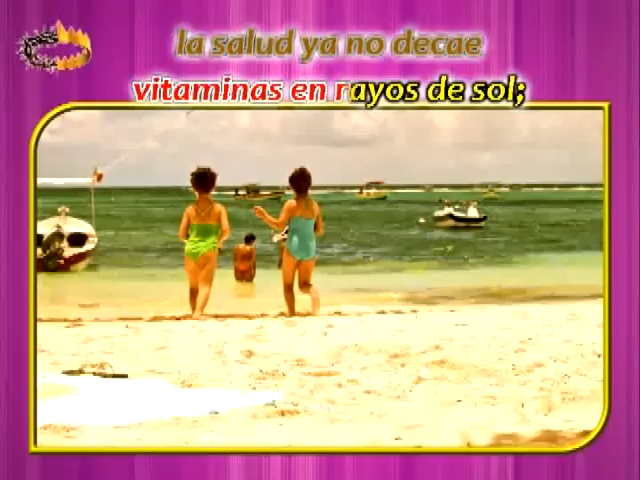 la salud ya no decae
vitaminas en rayos de sol;